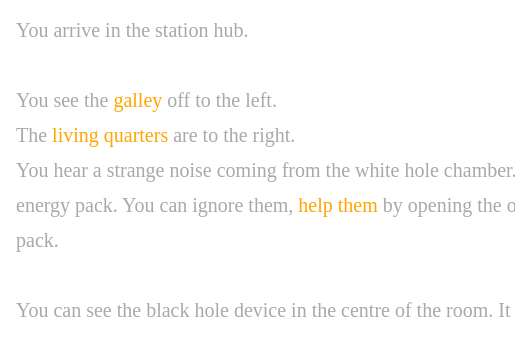 You arrive in the station hub.
You see the galley off to the left.
The living quarters are to the right.
You hear a strange noise coming from the white hole chamber.
energy pack. You can ignore them, help them by opening the
pack.
You can see the black hole device in the centre of the room. It